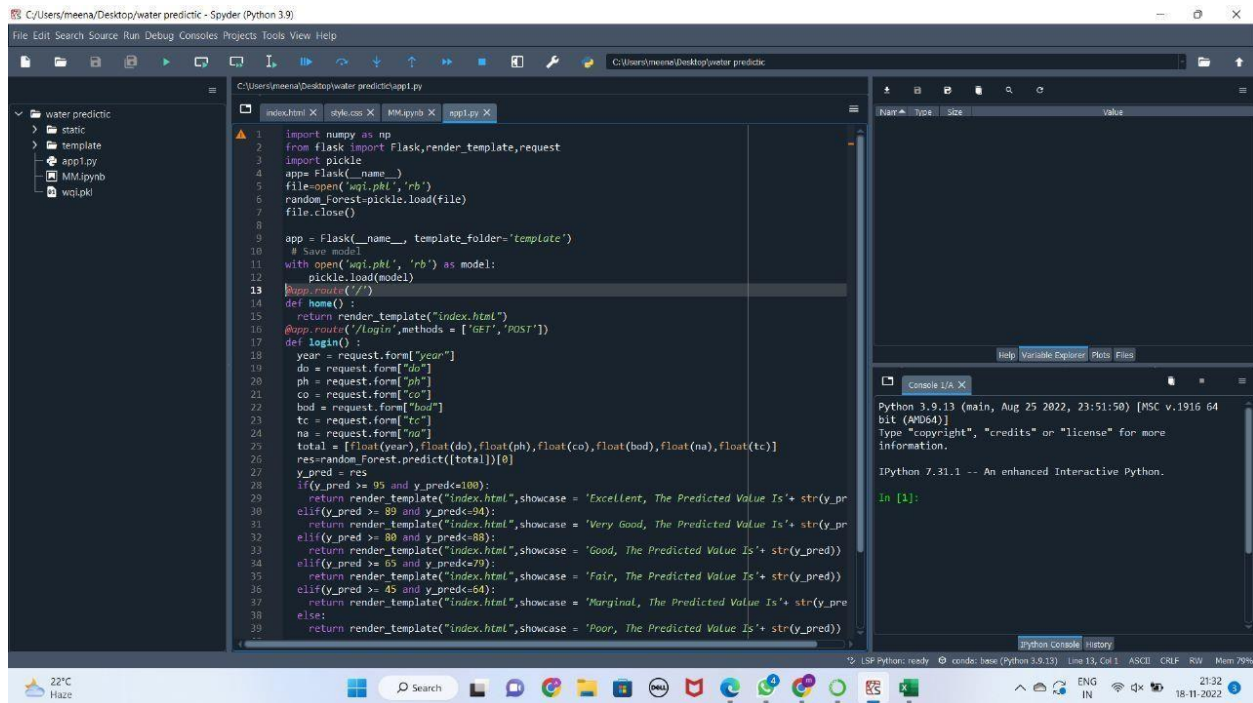 C:/Users/meena/Desktop/water predictic - Spyder (Python 3.9)
File Edit Search Source Run Debug Consoles Projects Tools View Help
C:\Users\meena\Desktop\water predictic
C:\Users\meena\Desktop\water predictic\app1.py
index.html X style.css X MM.ipynb X app1.py X
water predictic
static
template
app1.py
MM.ipynb
wqi.pkl
1 import numpy as np
2 from flask import Flask,render_template,request
3 import pickle
4 app= Flask(__name__)
5 file=open('wqi.pkl','rb')
6 random_Forest=pickle.load(file)
7 file.close()
8
9 app = Flask(__name__, template_folder='template')
10 # Save model
11 with open('wqi.pkl', 'rb') as model:
12 pickle.load(model)
13 @app.route('/')
14 def home() :
15 return render_template("index.html")
16 @app.route('/login',methods = ['GET','POST'])
17 def login() :
18 year = request.form["year"]
19 do = request.form["do"]
20 ph = request.form["ph"]
21 co = request.form["co"]
22 bod = request.form["bod"]
23 tc = request.form["tc"]
24 na = request.form["na"]
25 total = [float(year),float(do),float(ph),float(co),float(bod),float(na),float(tc)]
26 res=random_Forest.predict([total])[0]
27 y_pred = res
28 if(y_pred >= 95 and y_pred<=100):
29 return render_template("index.html",showcase = 'Excellent, The Predicted Value Is'+ str(y_pr
30 elif(y_pred >= 89 and y_pred<=94):
31 return render_template("index.html",showcase = 'Very Good, The Predicted Value Is'+ str(y_pr
32 elif(y_pred >= 80 and y_pred<=88):
33 return render_template("index.html",showcase = 'Good, The Predicted Value Is'+ str(y_pred))
34 elif(y_pred >= 65 and y_pred<=79):
35 return render_template("index.html",showcase = 'Fair, The Predicted Value Is'+ str(y_pred))
36 elif(y_pred >= 45 and y_pred<=64):
37 return render_template("index.html",showcase = 'Marginal, The Predicted Value Is'+ str(y_pre
38 else:
39 return render_template("index.html",showcase = 'Poor, The Predicted Value Is'+ str(y_pred))
Nam Type Size Value
Help Variable Explorer Plots Files
Console 1/A X
Python 3.9.13 (main, Aug 25 2022, 23:51:50) [MSC v.1916 64
bit (AMD64)]
Type "copyright", "credits" or "license" for more
information.
IPython 7.31.1 -- An enhanced Interactive Python.
In [1]:
IPython Console History
LSP Python: ready conda: base (Python 3.9.13) Line 13, Col 1 ASCII CRLF RW Mem 79%
22°C
Haze
Search
DELL
4
ENG
IN
21:32
18-11-2022
3